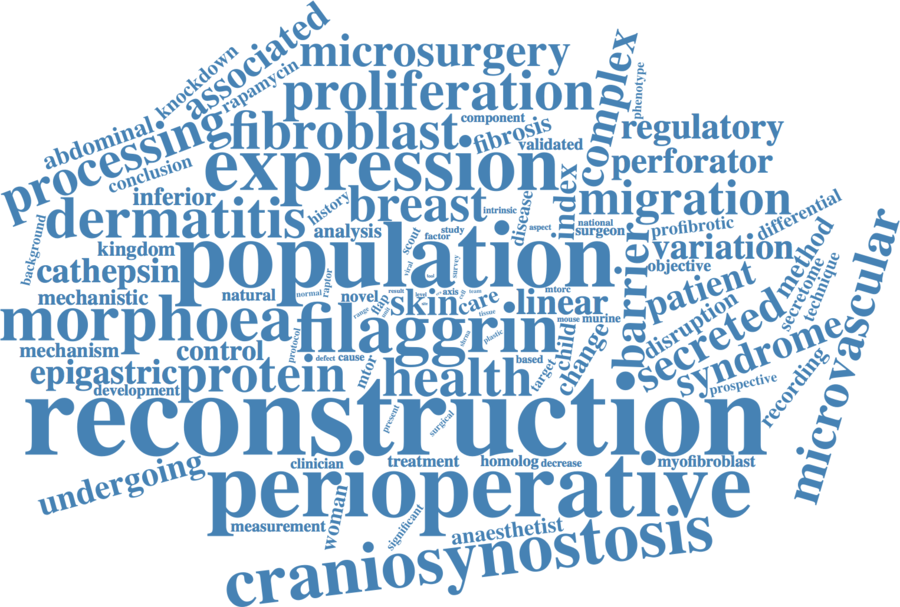 associated
knockdown
rapamycin
microsurgery
complex
phenotype
proliferation
abdominal
processing
fibroblast
component
fibrosis
validated
regulatory
conclusion
expression
perforator
inferior
history
breast
intrinsic
disease
index
migration
dermatitis
analysis
scout
factor
study
aspect
national
surgeon
profibrotic
differential
background
kingdom
population
barrier
variation
method
cathepsin
raptor
viral
survey
objective
secretome
technique
mechanistic
natural
normal
novel
range
flap
result
axis
team
skin
care
mtorc
linear
patient
morphoea
filaggrin
tissue
plastic
mouse
murine
disruption
secreted
microvascular
mechanism
control
protocol
defect
cause
mtor
based
child
change
syndrome
epigastric
protein
health
target
prospective
recording
development
reconstruction
present
surgical
undergoing
clinician
treatment
homolog
decrease
myofibroblast
perioperative
measurement
woman
significant
anaesthetist
craniosynostosis